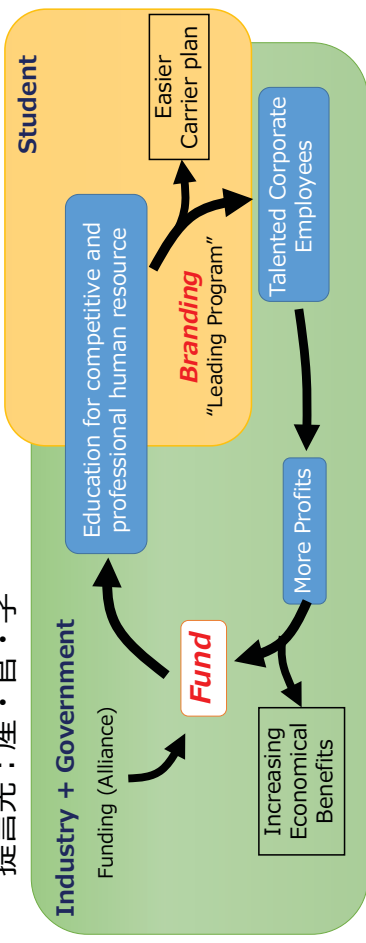 提言先：産・官・学
Industry + Government
Student
Funding (Alliance)
Fund
Education for competitive and
professional human resource
Branding
“Leading Program”
Easier
Carrier plan
Talented Corporate
Employees
More Profits
Increasing
Economical
Benefits